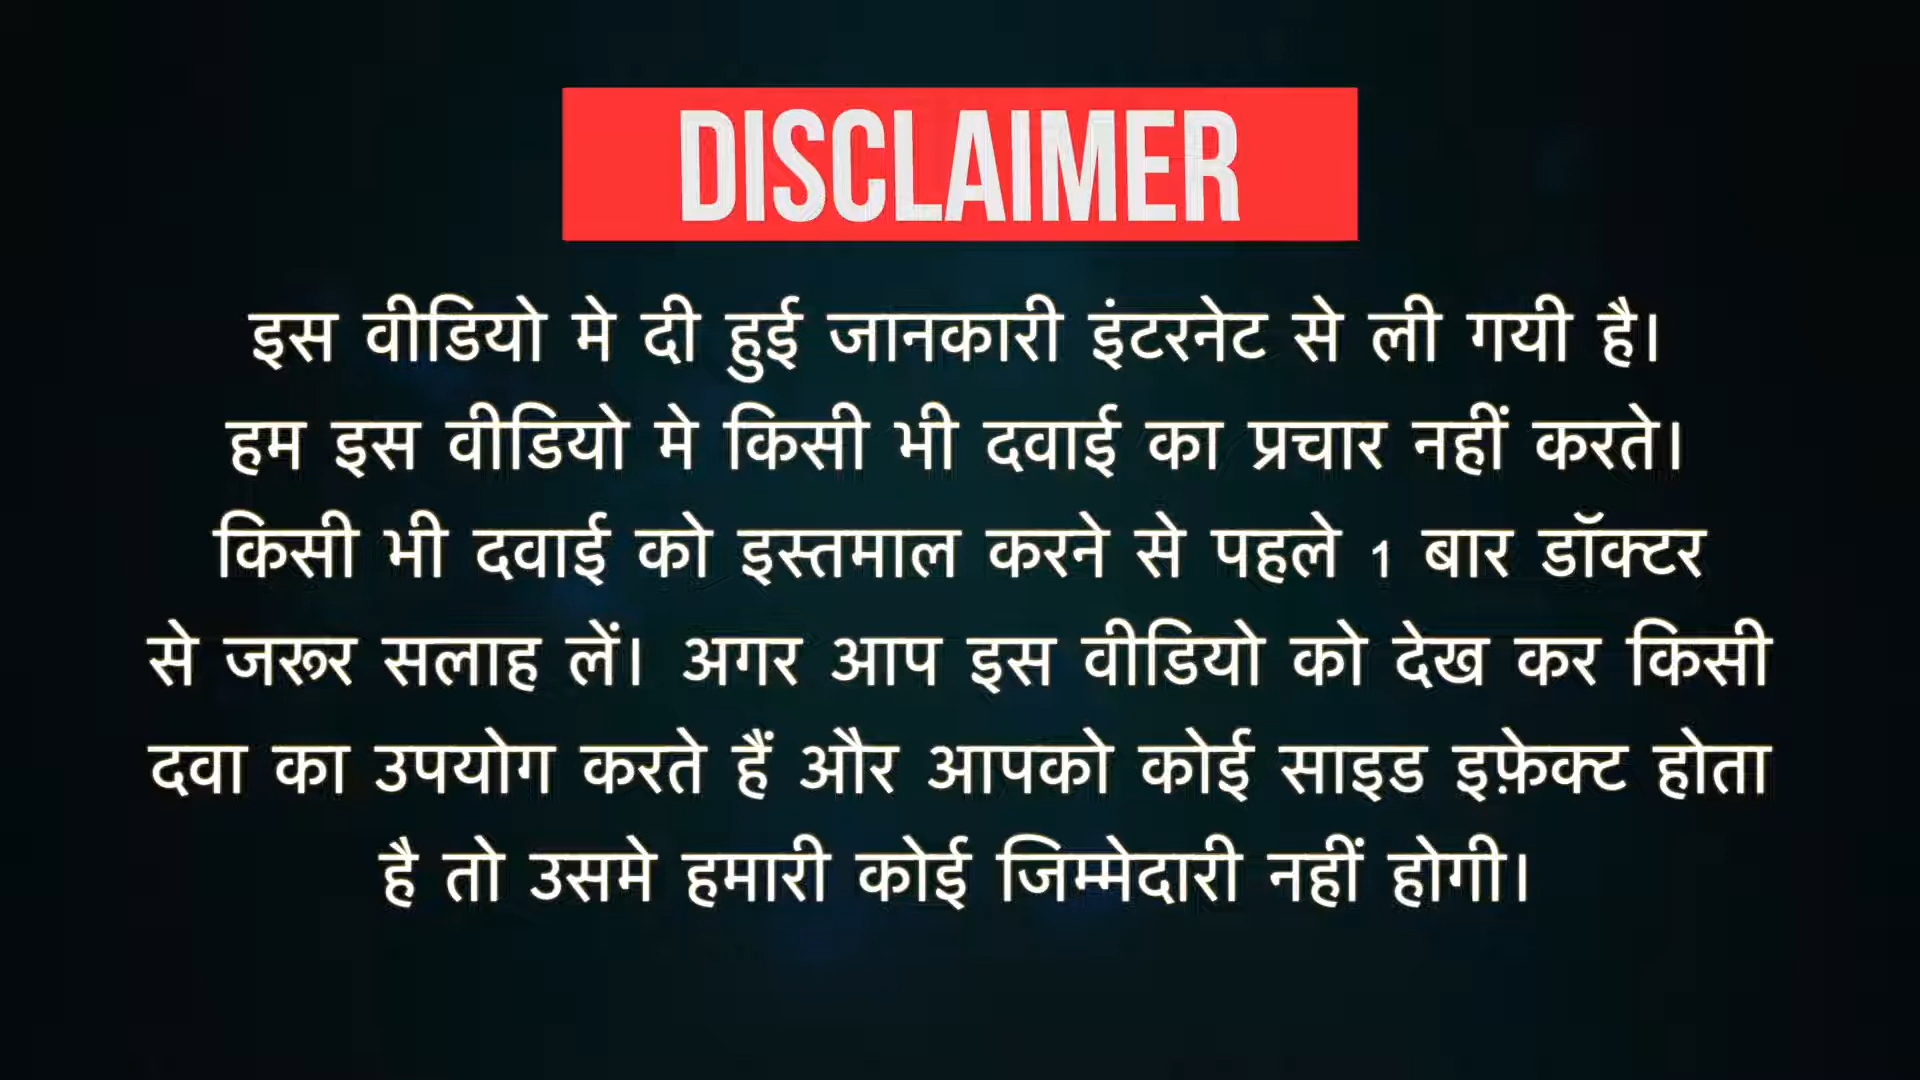 DISCLAIMER
इस वीडियो मे दी हुई जानकारी इंटरनेट से ली गयी है।
हम इस वीडियो मे किसी भी दवाई का प्रचार नहीं करते।
किसी भी दवाई को इस्तमाल करने से पहले 1 बार डॉक्टर
से जरूर सलाह लें। अगर आप इस वीडियो को देख कर किसी
दवा का उपयोग करते हैं और आपको कोई साइड इफ़ेक्ट होता
है तो उसमे हमारी कोई जिम्मेदारी नहीं होगी।